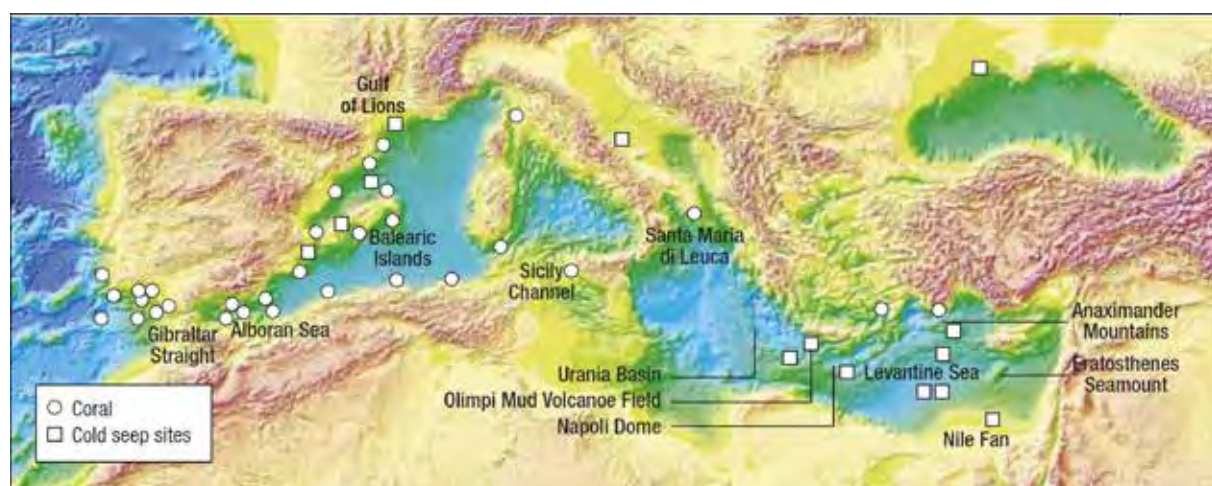 Gulf
of Lions
Balearic
Islands
Santa Maria
di Leuca
Sicily
Channel
Gibraltar
Straight
Alboran Sea
Anaximander
Mountains
Urania Basin
Levantine Sea
Eratosthenes
Seamount
Olimpi Mud Volcanoe Field
Napoli Dome
Nile Fan
Coral
Cold seep sites